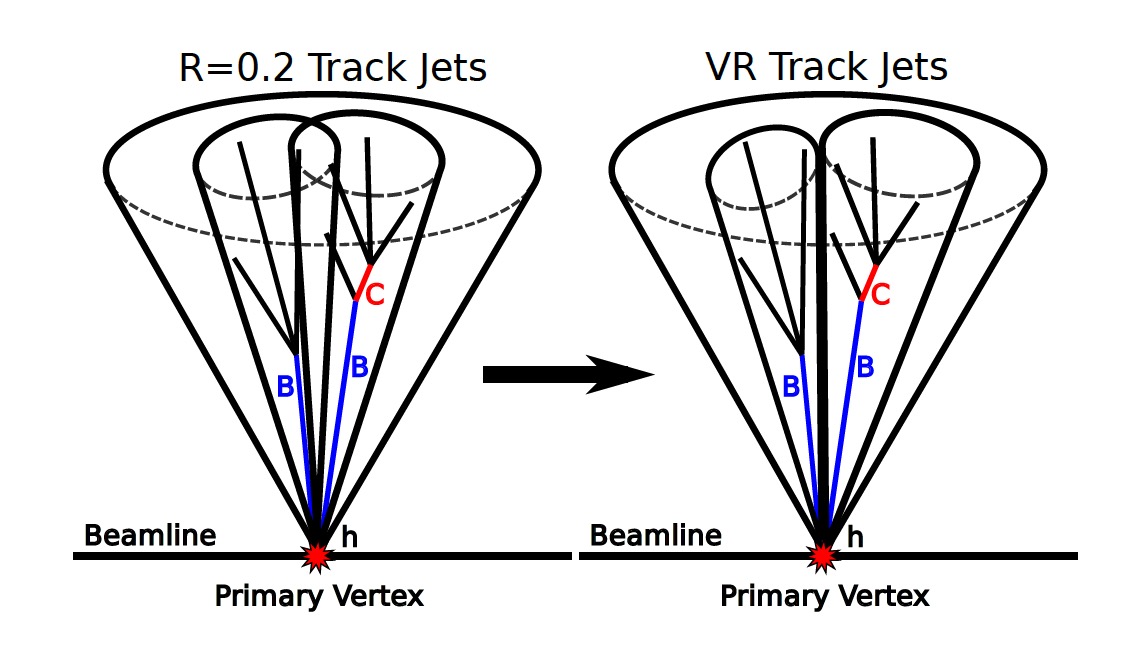 R=0.2 Track Jets
VR Track Jets
C
B
B
C
B
B
Beamline
h
Beamline
h
Primary Vertex
Primary Vertex